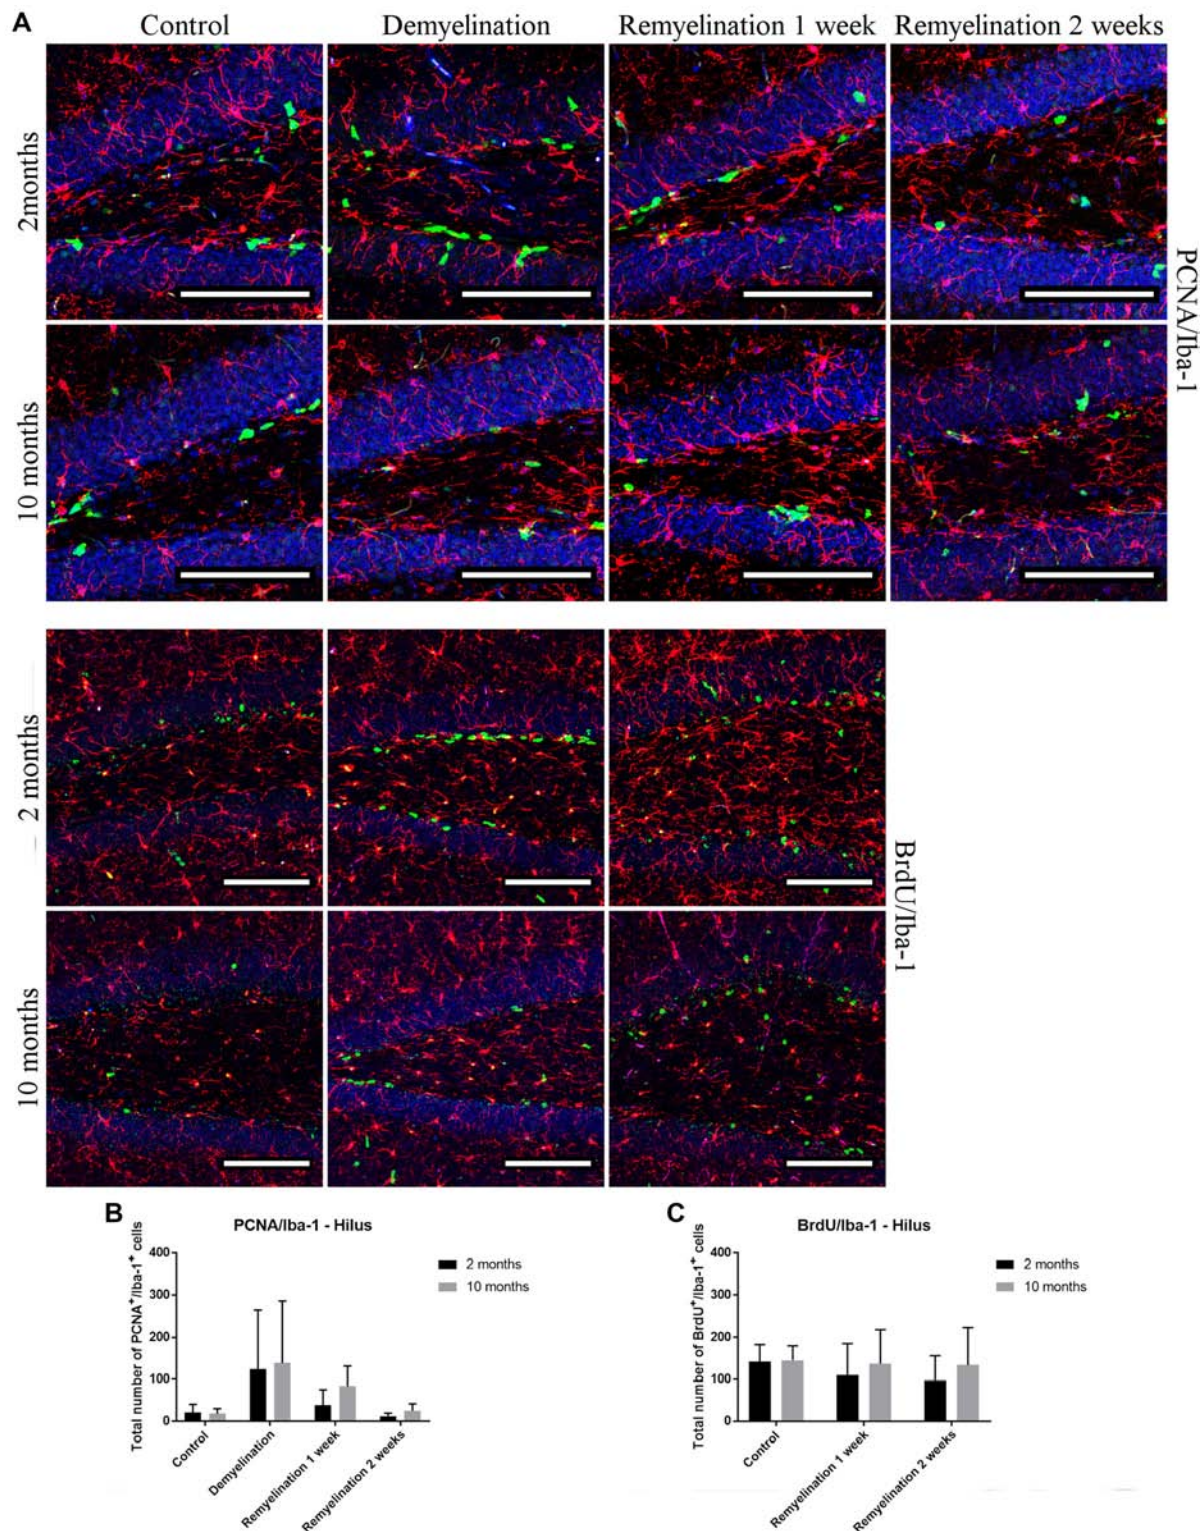 A
Control
Demyelination
Remyelination 1 week
Remyelination 2 weeks
2months
10 months
PCNA/Iba-1
2 months
10 months
BrdU/Iba-1
B
PCNA/Iba-1 - Hilus
Total number of PCNA+/Iba-1+ cells
400
300
200
100
0
2 months
10 months
Control
Demyelination
Remyelination 1 week
Remyelination 2 weeks
C
BrdU/Iba-1 - Hilus
Total number of BrdU+/Iba-1+ cells
400
300
200
100
0
2 months
10 months
Control
Remyelination 1 week
Remyelination 2 weeks